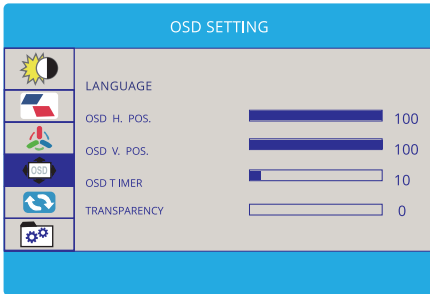 OSD SETTING
LANGUAGE
OSD H. POS. 100
OSD V. POS. 100
OSD
OSD T IMER 10
TRANSPARENCY 0